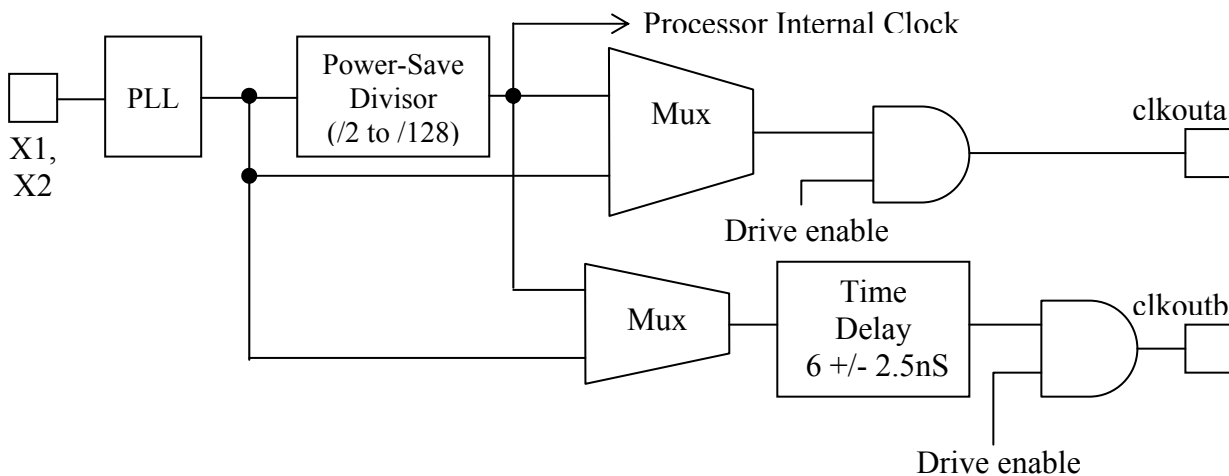 Processor Internal Clock
X1,
X2
PLL
Power-Save
Divisor
(/2 to /128)
Mux
Drive enable
clkouta
Mux
Time
Delay
6 +/- 2.5nS
Drive enable
clkoutb